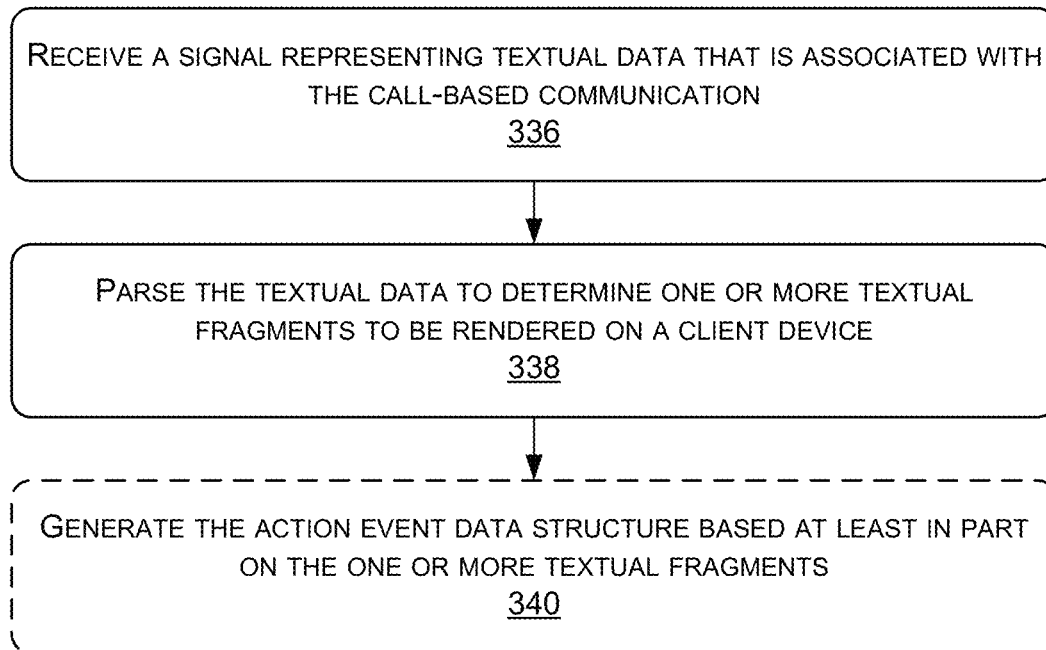 RECEIVE A SIGNAL REPRESENTING TEXTUAL DATA THAT IS ASSOCIATED WITH
THE CALL-BASED COMMUNICATION
336
PARSE THE TEXTUAL DATA TO DETERMINE ONE OR MORE TEXTUAL
FRAGMENTS TO BE RENDERED ON A CLIENT DEVICE
338
GENERATE THE ACTION EVENT DATA STRUCTURE BASED AT LEAST IN PART
ON THE ONE OR MORE TEXTUAL FRAGMENTS
340